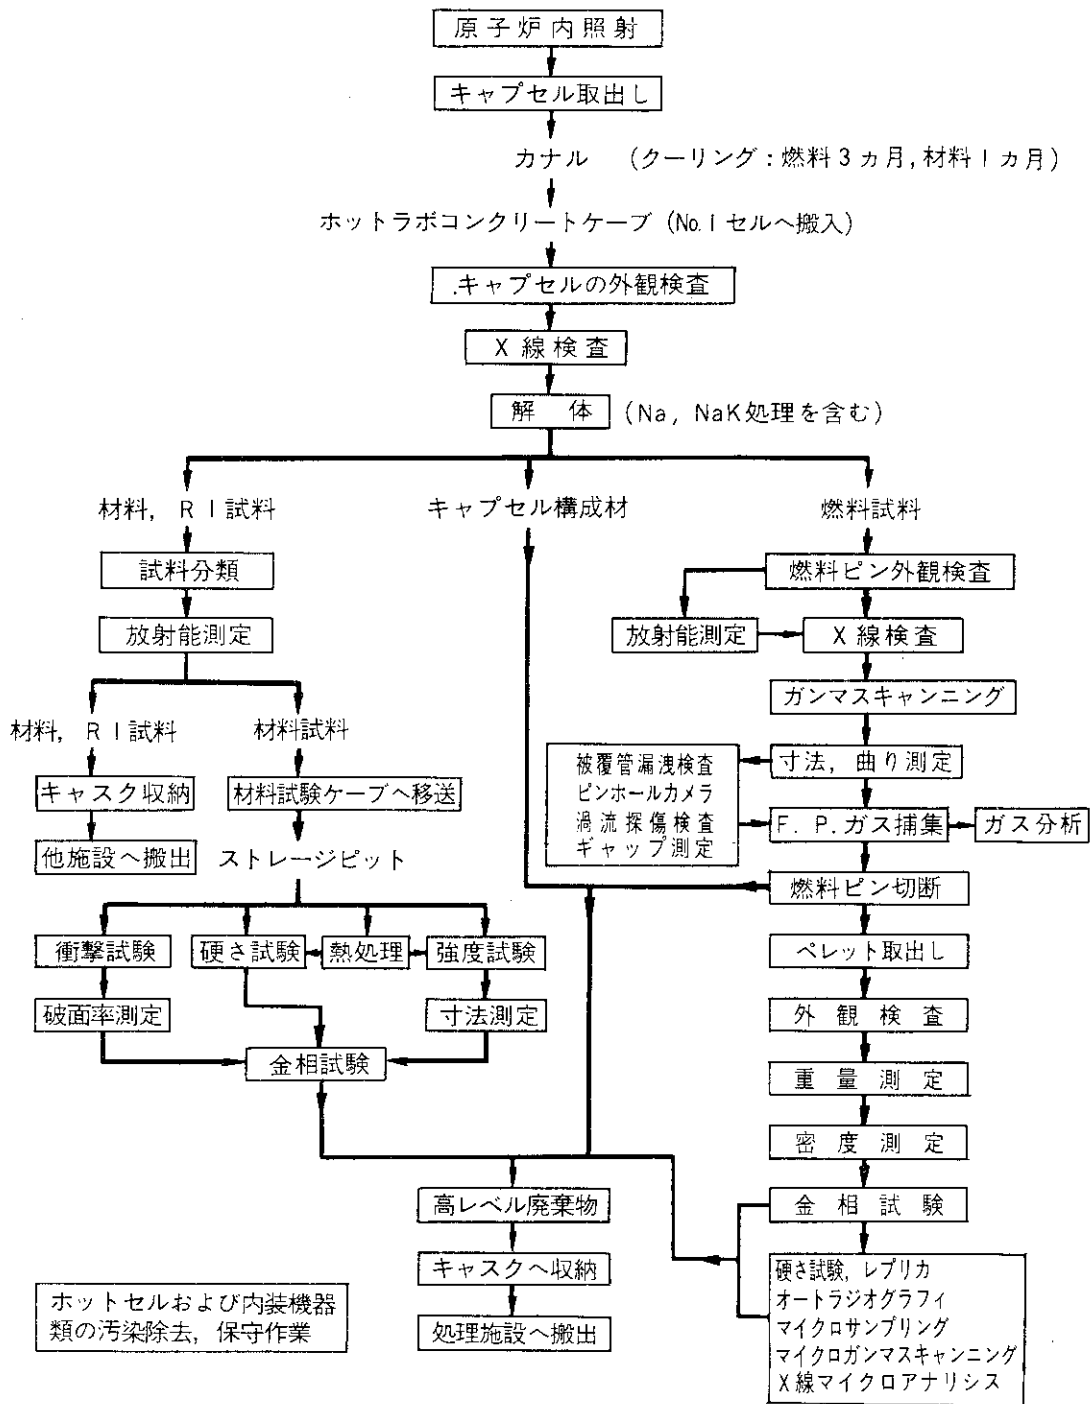 原子炉内照射
キャプセル取出し
カナル （クーリング：燃料3ヵ月，材料1ヵ月）
ホットラボコンクリートケーブ（No.1セルへ搬入）
キャプセルの外観検査
X線検査
解体 （Na，NaK処理を含む）
材料，RI試料
キャプセル構成材
燃料試料
試料分類
放射能測定
燃料ピン外観検査
放射能測定
X線検査
ガンマスキャンニング
材料，RI試料
材料試料
キャスク収納
材料試験ケーブへ移送
他施設へ搬出
ストレージピット
寸法，曲り測定
被覆管漏洩検査
ピンホールカメラ
渦流探傷検査
ギャップ測定
F.P.ガス捕集
ガス分析
燃料ピン切断
衝撃試験
硬さ試験
熱処理
強度試験
破面率測定
寸法測定
金相試験
ペレット取出し
外観検査
重量測定
密度測定
金相試験
硬さ試験，レプリカ
オートラジオグラフィ
マイクロサンプリング
マイクロガンマスキャンニング
X線マイクロアナリシス
高レベル廃棄物
キャスクへ収納
処理施設へ搬出
ホットセルおよび内装機器
類の汚染除去，保守作業